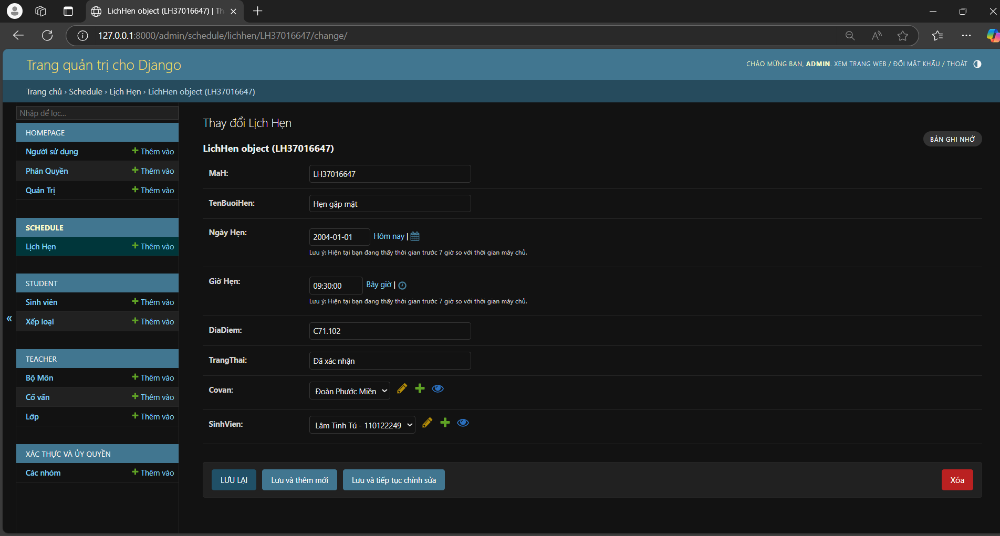 LichHen object (LH37016647) | Th
127.0.0.1:8000/admin/schedule/lichhen/LH37016647/change/
Trang quản trị cho Django
CHÀO MỪNG BẠN, ADMIN. XEM TRANG WEB / ĐỔI MẬT KHẨU / THOÁT
Trang chủ › Schedule › Lịch Hẹn › LichHen object (LH37016647)
Nhập để lọc...
HOMEPAGE
Người sử dụng + Thêm vào
Phân Quyền + Thêm vào
Quản Trị + Thêm vào
SCHEDULE
Lịch Hẹn + Thêm vào
STUDENT
Sinh viên + Thêm vào
Xếp loại + Thêm vào
TEACHER
Bộ Môn + Thêm vào
Cố vấn + Thêm vào
Lớp + Thêm vào
XÁC THỰC VÀ ỦY QUYỀN
Các nhóm + Thêm vào
«
Thay đổi Lịch Hẹn
BẢN GHI NHỚ
LichHen object (LH37016647)
MaH: LH37016647
TenBuoiHen: Hẹn gặp mặt
Ngày Hẹn: 2004-01-01 Hôm nay |
Lưu ý: Hiện tại bạn đang thấy thời gian trước 7 giờ so với thời gian máy chủ.
Giờ Hẹn: 09:30:00 Bây giờ |
Lưu ý: Hiện tại bạn đang thấy thời gian trước 7 giờ so với thời gian máy chủ.
DiaDiem: C71.102
TrangThai: Đã xác nhận
Covan: Đoàn Phước Miền
SinhVien: Lâm Tinh Tú - 110122249
LƯU LẠI Lưu và thêm mới Lưu và tiếp tục chỉnh sửa Xóa